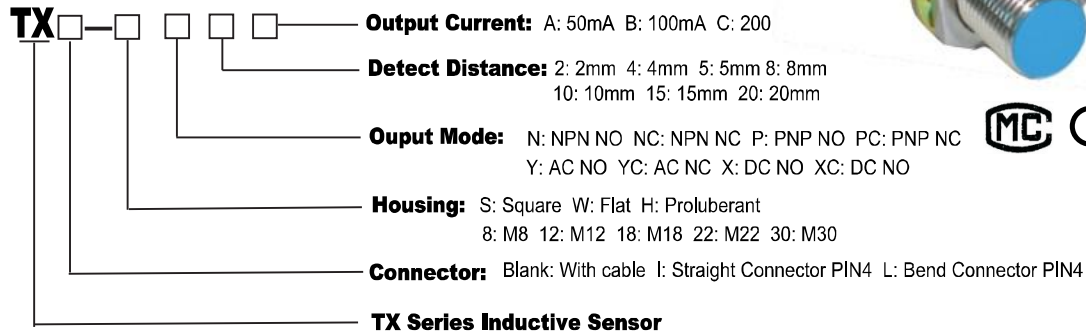 TX
Output Current: A: 50mA B: 100mA C: 200
Detect Distance: 2: 2mm 4: 4mm 5: 5mm 8: 8mm
10: 10mm 15: 15mm 20: 20mm
Ouput Mode: N: NPN NO NC: NPN NC P: PNP NO PC: PNP NC
Y: AC NO YC: AC NC X: DC NO XC: DC NO
MC
Housing: S: Square W: Flat H: Proluberant
8: M8 12: M12 18: M18 22: M22 30: M30
Connector: Blank: With cable I: Straight Connector PIN4 L: Bend Connector PIN4
TX Series Inductive Sensor